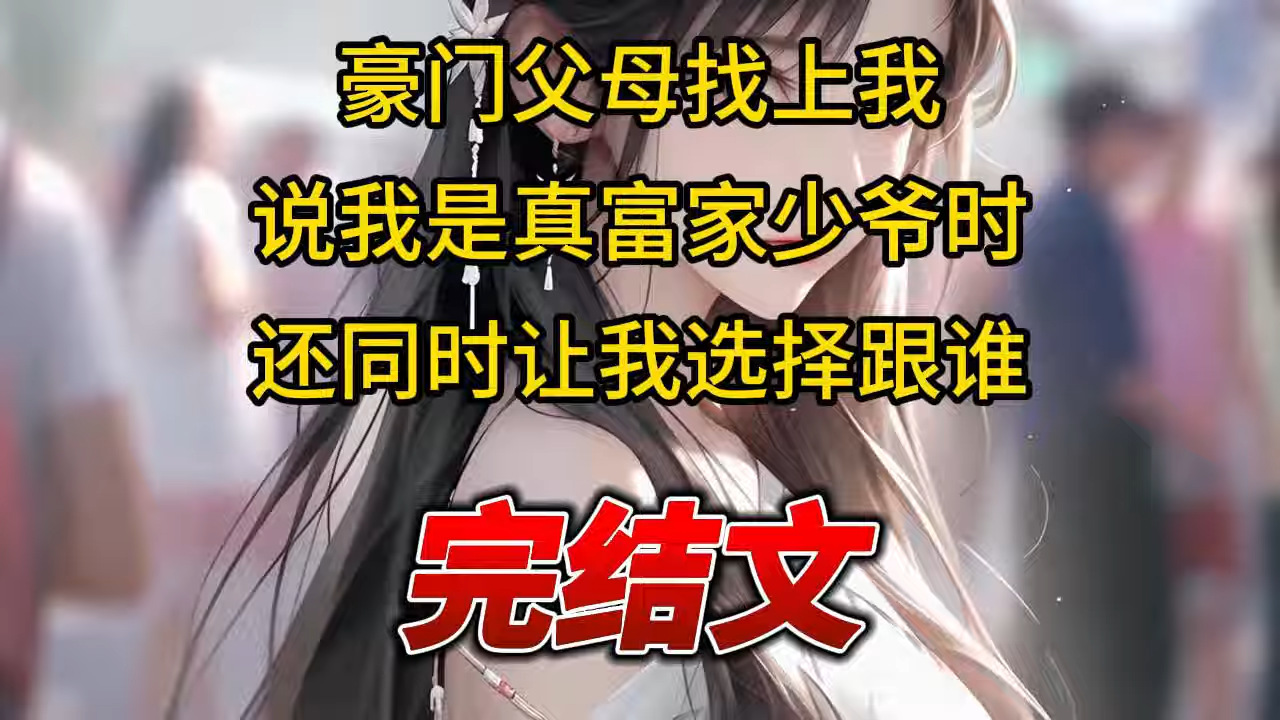 豪门父母找上我
说我是真富家少爷时
还同时让我选择跟谁
完结文